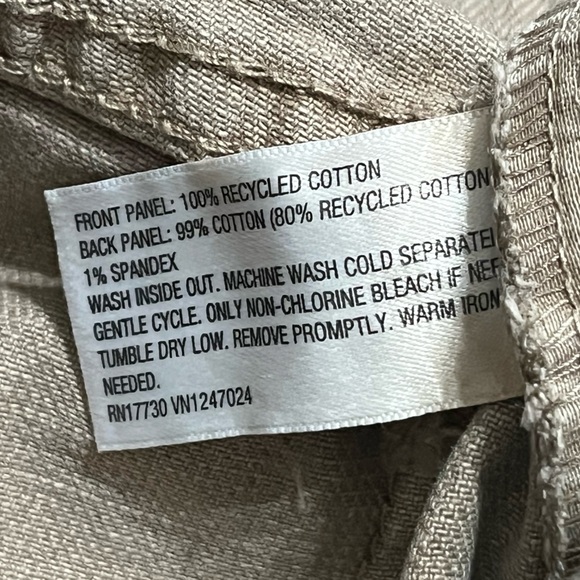 FRONT PANEL: 100% RECYCLED COTTON
BACK PANEL: 99% COTTON (80% RECYCLED COTTON
1% SPANDEX
WASH INSIDE OUT. MACHINE WASH COLD
GENTLE CYCLE. ONLY NON-CHLORINE BLEACH IF
TUMBLE DRY LOW. REMOVE PROMPTLY. WARM IRON
NEEDED.
RN17730 VN1247024